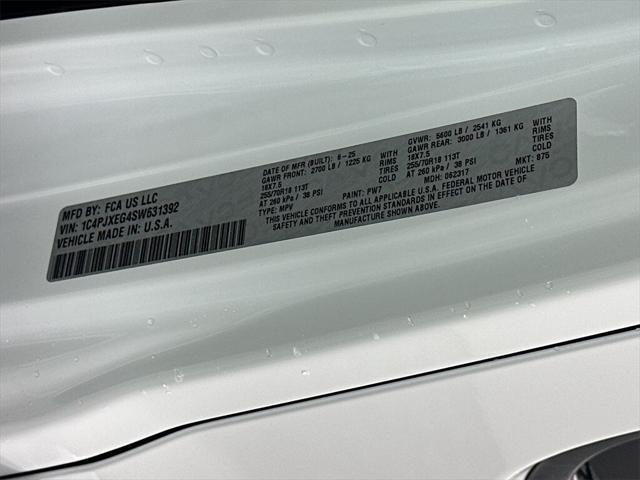 MFD BY: FCA US LLC
VIN: 1C4PJXEG4SW631392
VEHICLE MADE IN: U.S.A.
DATE OF MFR (BUILT): 6-25
GAWR FRONT: 2700 LB / 1225 KG WITH
18X7.5 RIMS
255/70R18 113T TIRES
AT 260 kPa / 38 PSI COLD
TYPE: MPV PAINT: PW7
GVWR: 5600 LB / 2541 KG
GAWR REAR: 3000 LB / 1361 KG WITH
18X7.5 RIMS
255/70R18 113T TIRES
AT 260 kPa / 38 PSI COLD
MDH: 062317 MKT: 875
THIS VEHICLE CONFORMS TO ALL APPLICABLE U.S.A. FEDERAL MOTOR VEHICLE
SAFETY AND THEFT PREVENTION STANDARDS IN EFFECT ON THE DATE OF
MANUFACTURE SHOWN ABOVE.